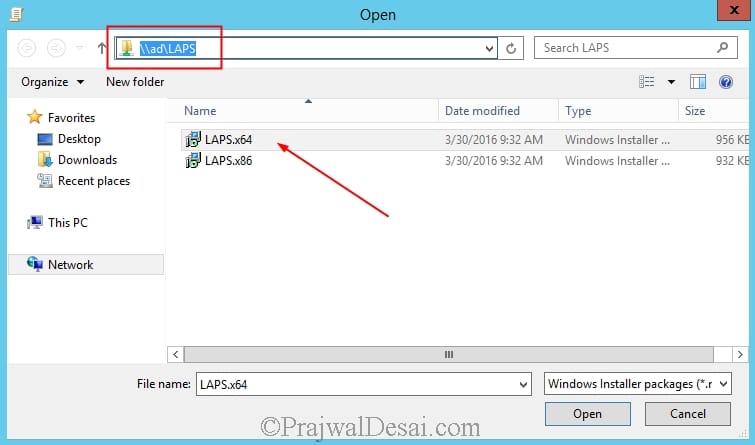 Open
x
\\ad\LAPS
Search LAPS
Organize
New folder
Name
Date modified
Type
Size
Favorites
Desktop
Downloads
Recent places
This PC
Network
LAPS.x64
3/30/2016 9:32 AM
Windows Installer ...
956 KB
LAPS.x86
3/30/2016 9:32 AM
Windows Installer ...
932 KB
File name:
LAPS.x64
Windows Installer packages (*.r
Open
Cancel
©PrajwalDesai.com